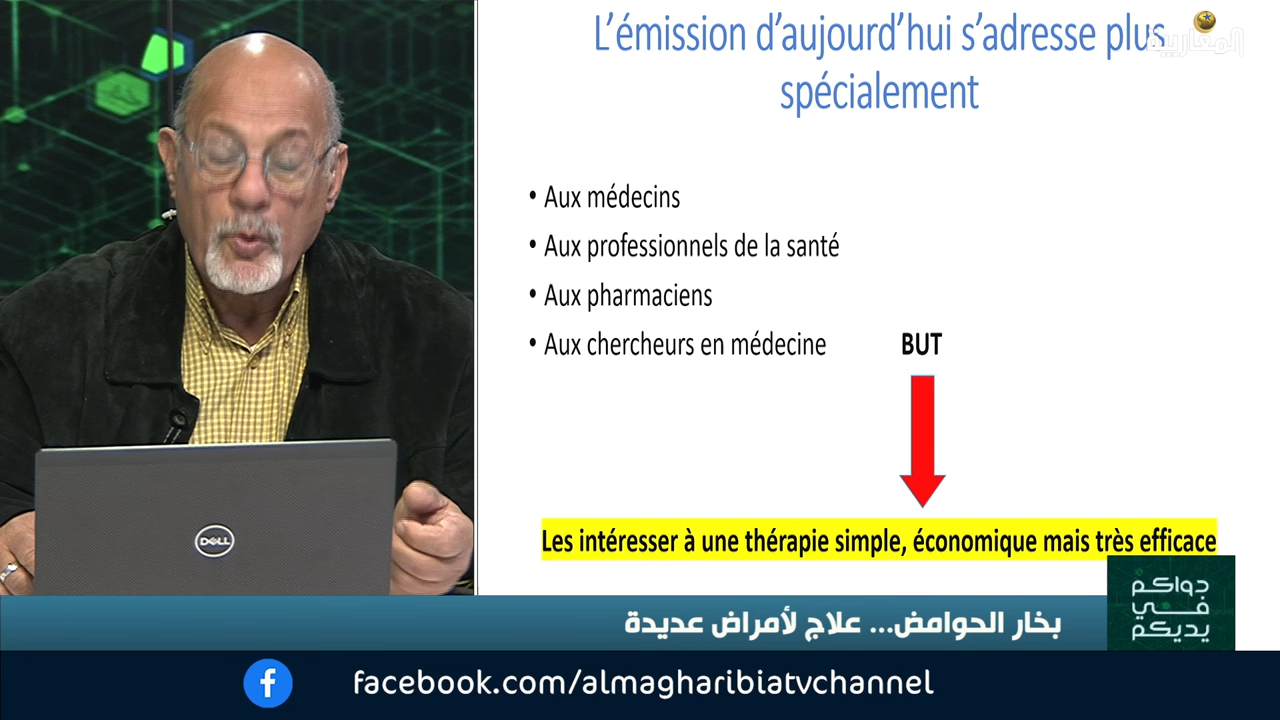 L’émission d’aujourd’hui s’adresse plus
spécialement
المغاربية
• Aux médecins
• Aux professionnels de la santé
• Aux pharmaciens
• Aux chercheurs en médecine
BUT
Les intéresser à une thérapie simple, économique mais très efficace
DELL
دواكم
في
يديكم
بخار الحوامض... علاج لأمراض عديدة
facebook.com/almagharibiatvchannel